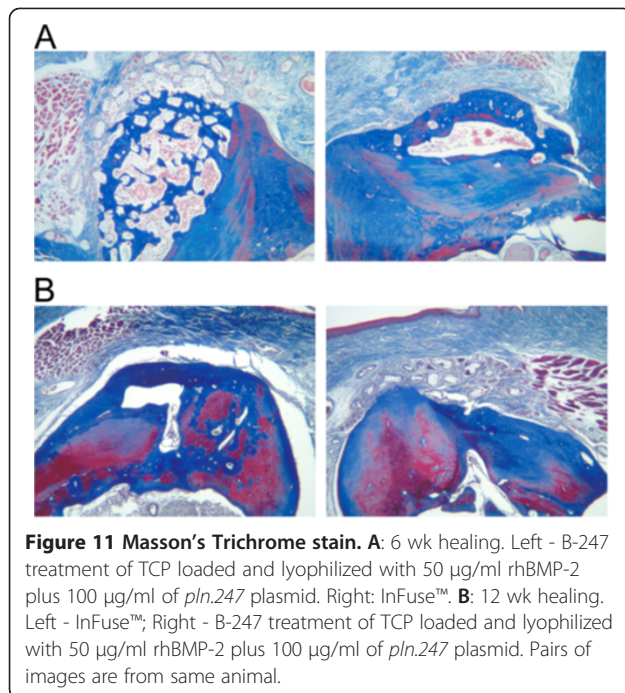 A
B
Figure 11 Masson's Trichrome stain. A: 6 wk healing. Left - B-247
treatment of TCP loaded and lyophilized with 50 μg/ml rhBMP-2
plus 100 μg/ml of pln.247 plasmid. Right: InFuse™. B: 12 wk healing.
Left - InFuse™; Right - B-247 treatment of TCP loaded and lyophilized
with 50 μg/ml rhBMP-2 plus 100 μg/ml of pln.247 plasmid. Pairs of
images are from same animal.